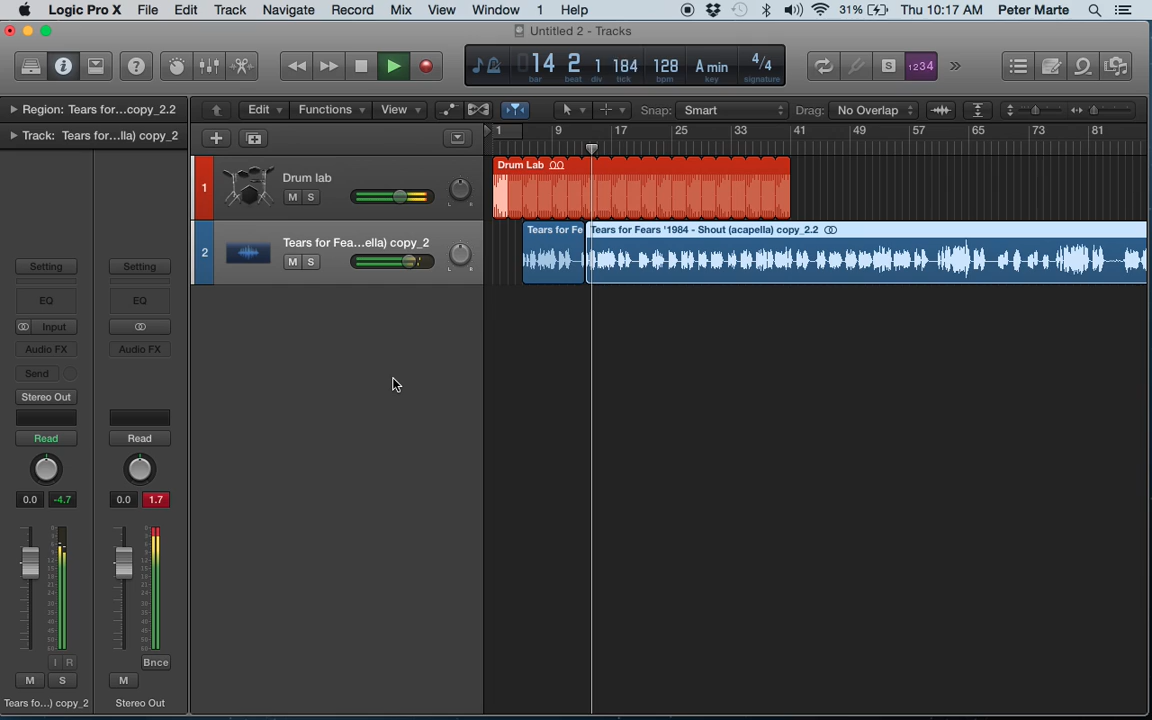 Logic Pro X File Edit Track Navigate Record Mix View Window 1 Help 31% Thu 10:17 AM Peter Marte
Untitled 2 - Tracks
14 2 1 184 128 A min 4/4
bar beat div tick bpm key signature
S 1234
Region: Tears for...copy_2.2
Edit Functions View Snap: Smart Drag: No Overlap
Track: Tears for...lla) copy_2
1 9 17 25 33 41 49 57 65 73 81
1 Drum lab
M S
L R
Drum Lab
2 Tears for Fea...ella) copy_2
M S
L R
Tears for Fe
Tears for Fears '1984 - Shout (acapella) copy_2.2
Setting Setting
EQ EQ
Input
Audio FX Audio FX
Send
Stereo Out
Read Read
0.0 -4.7 0.0 1.7
I R Bnce
M S M
Tears fo...) copy_2 Stereo Out